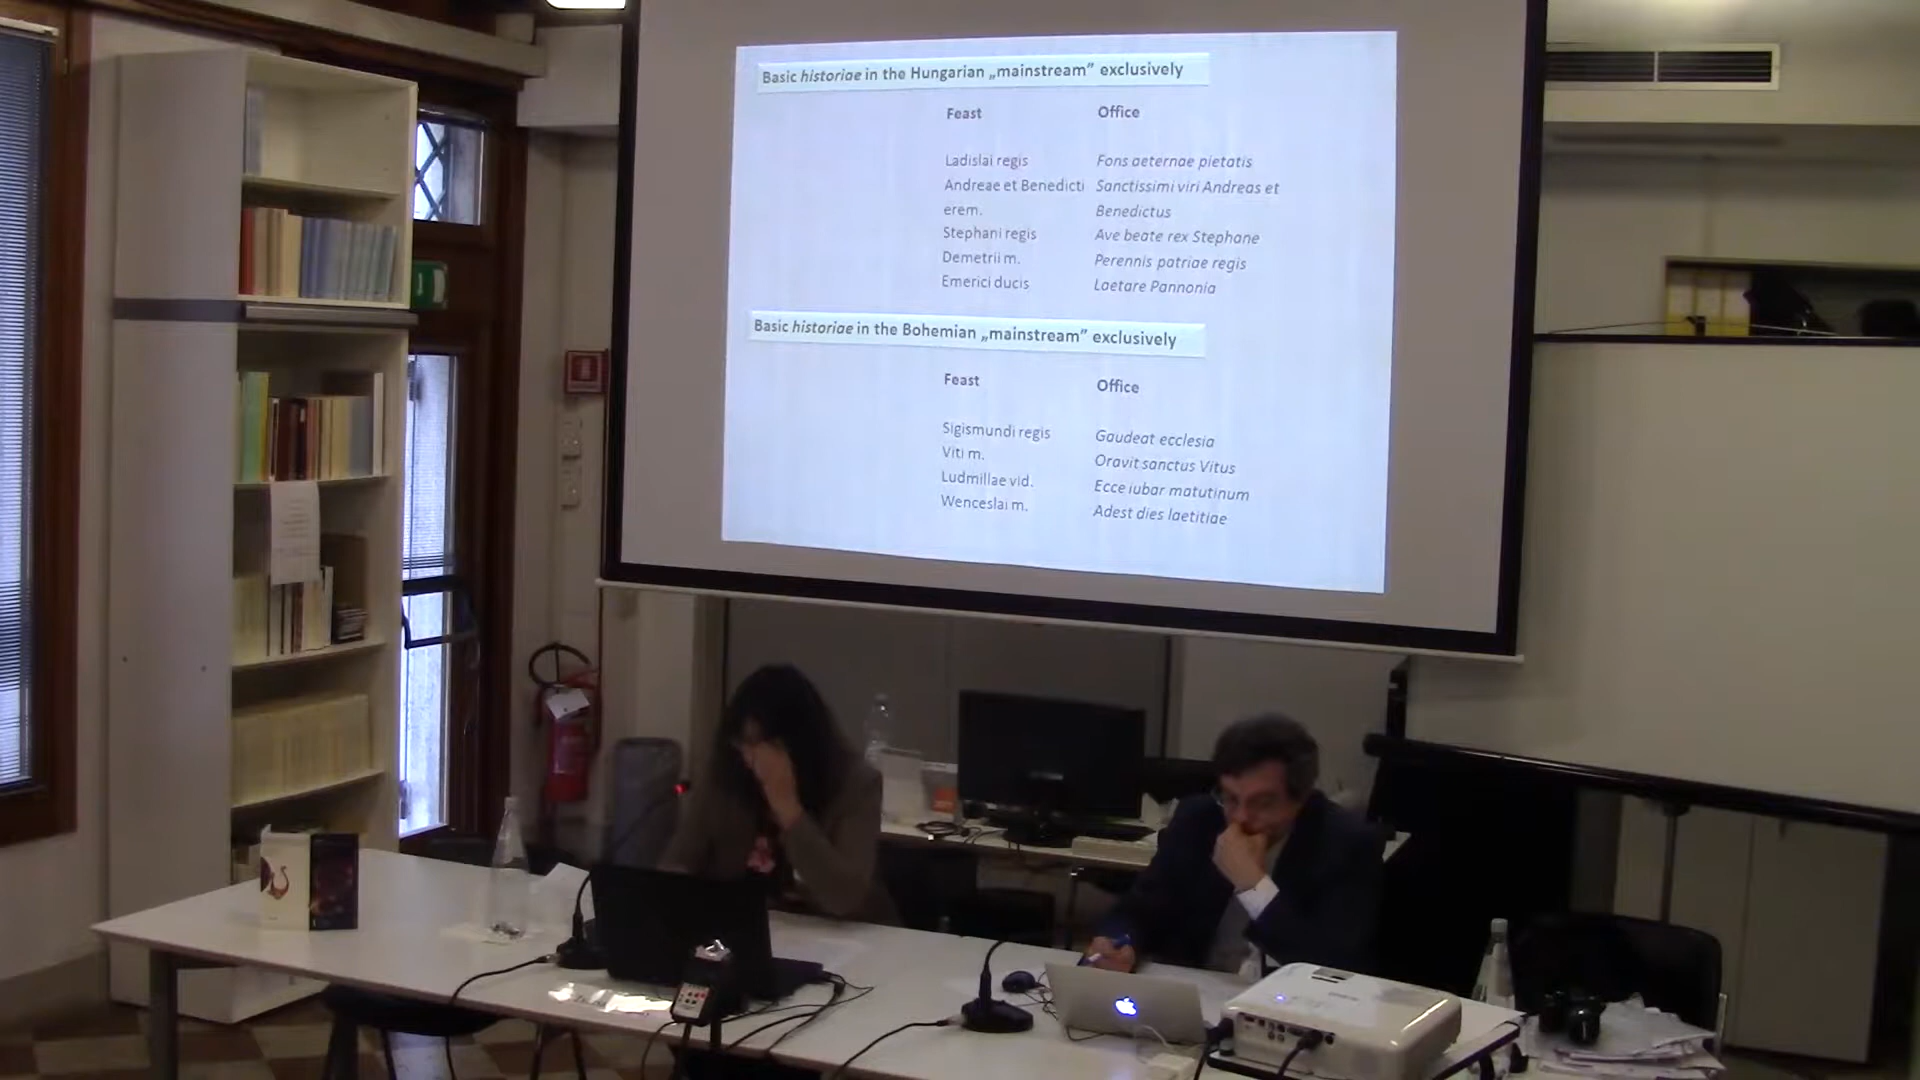 Basic historiae in the Hungarian „mainstream” exclusively
Feast Office
Ladislai regis Fons aeternae pietatis
Andreae et Benedicti Sanctissimi viri Andreas et
erem. Benedictus
Stephani regis Ave beate rex Stephane
Demetrii m. Perennis patriae regis
Emerici ducis Laetare Pannonia
Basic historiae in the Bohemian „mainstream” exclusively
Feast Office
Sigismundi regis Gaudeat ecclesia
Viti m. Oravit sanctus Vitus
Ludmillae vid. Ecce iubar matutinum
Wenceslai m. Adest dies laetitiae